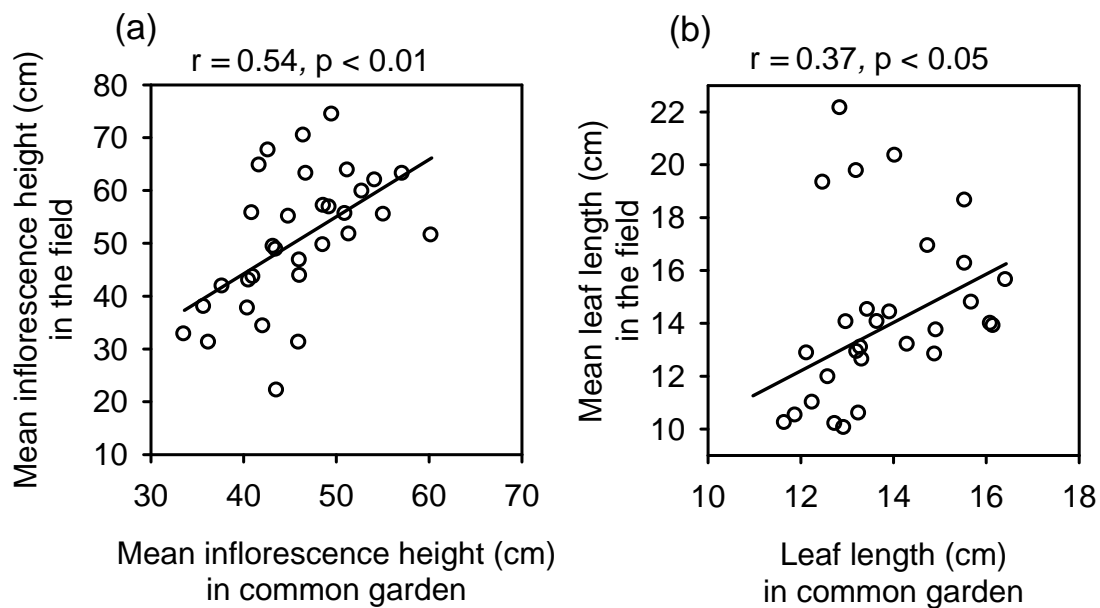 (a)
r = 0.54, p < 0.01
Mean inflorescence height (cm)
in the field
80
70
60
50
40
30
20
10
30 40 50 60 70
Mean inflorescence height (cm)
in common garden
(b)
r = 0.37, p < 0.05
Mean leaf length (cm)
in the field
22
20
18
16
14
12
10
10 12 14 16 18
Leaf length (cm)
in common garden